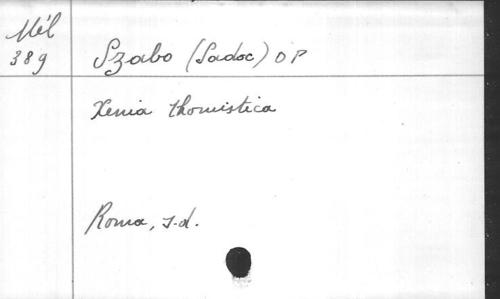 Mél
389
Szabo (Sadoc) OP
Xenia thomistica
Roma, s.d.